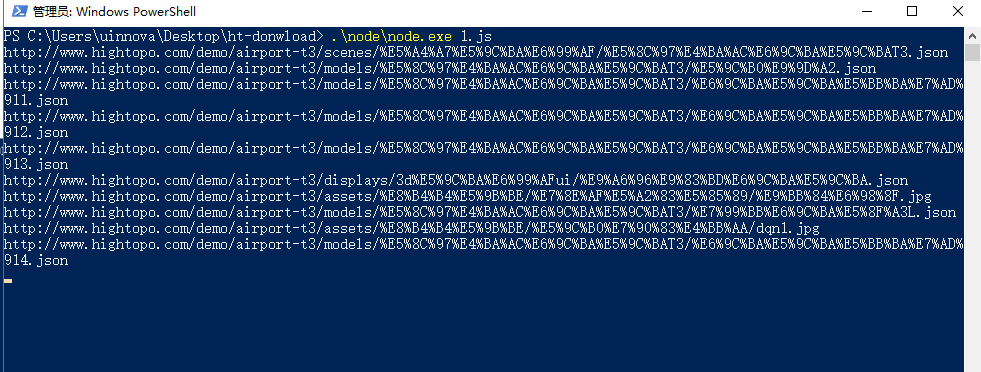 管理员: Windows PowerShell
PS C:\Users\uinnova\Desktop\ht-donwload> .\node\node.exe 1.js
http://www.hightopo.com/demo/airport-t3/scenes/%E5%A4%A7%E5%9C%BA%E6%99%AF/%E5%8C%97%E4%BA%AC%E6%9C%BA%E5%9C%BAT3.json
http://www.hightopo.com/demo/airport-t3/models/%E5%8C%97%E4%BA%AC%E6%9C%BA%E5%9C%BAT3/%E5%9C%B0%E9%9D%A2.json
http://www.hightopo.com/demo/airport-t3/models/%E5%8C%97%E4%BA%AC%E6%9C%BA%E5%9C%BAT3/%E6%9C%BA%E5%9C%BA%E5%BB%BA%E7%AD%
911.json
http://www.hightopo.com/demo/airport-t3/models/%E5%8C%97%E4%BA%AC%E6%9C%BA%E5%9C%BAT3/%E6%9C%BA%E5%9C%BA%E5%BB%BA%E7%AD%
912.json
http://www.hightopo.com/demo/airport-t3/models/%E5%8C%97%E4%BA%AC%E6%9C%BA%E5%9C%BAT3/%E6%9C%BA%E5%9C%BA%E5%BB%BA%E7%AD%
913.json
http://www.hightopo.com/demo/airport-t3/displays/3d%E5%9C%BA%E6%99%AFui/%E9%A6%96%E9%83%BD%E6%9C%BA%E5%9C%BA.json
http://www.hightopo.com/demo/airport-t3/assets/%E8%B4%B4%E5%9B%BE/%E7%8E%AF%E5%A2%83%E5%85%89/%E9%BB%84%E6%98%8F.jpg
http://www.hightopo.com/demo/airport-t3/models/%E5%8C%97%E4%BA%AC%E6%9C%BA%E5%9C%BAT3/%E7%99%BB%E6%9C%BA%E5%8F%A3L.json
http://www.hightopo.com/demo/airport-t3/assets/%E8%B4%B4%E5%9B%BE/%E5%9C%B0%E7%90%83%E4%BB%AA/dqn1.jpg
http://www.hightopo.com/demo/airport-t3/models/%E5%8C%97%E4%BA%AC%E6%9C%BA%E5%9C%BAT3/%E6%9C%BA%E5%9C%BA%E5%BB%BA%E7%AD%
914.json